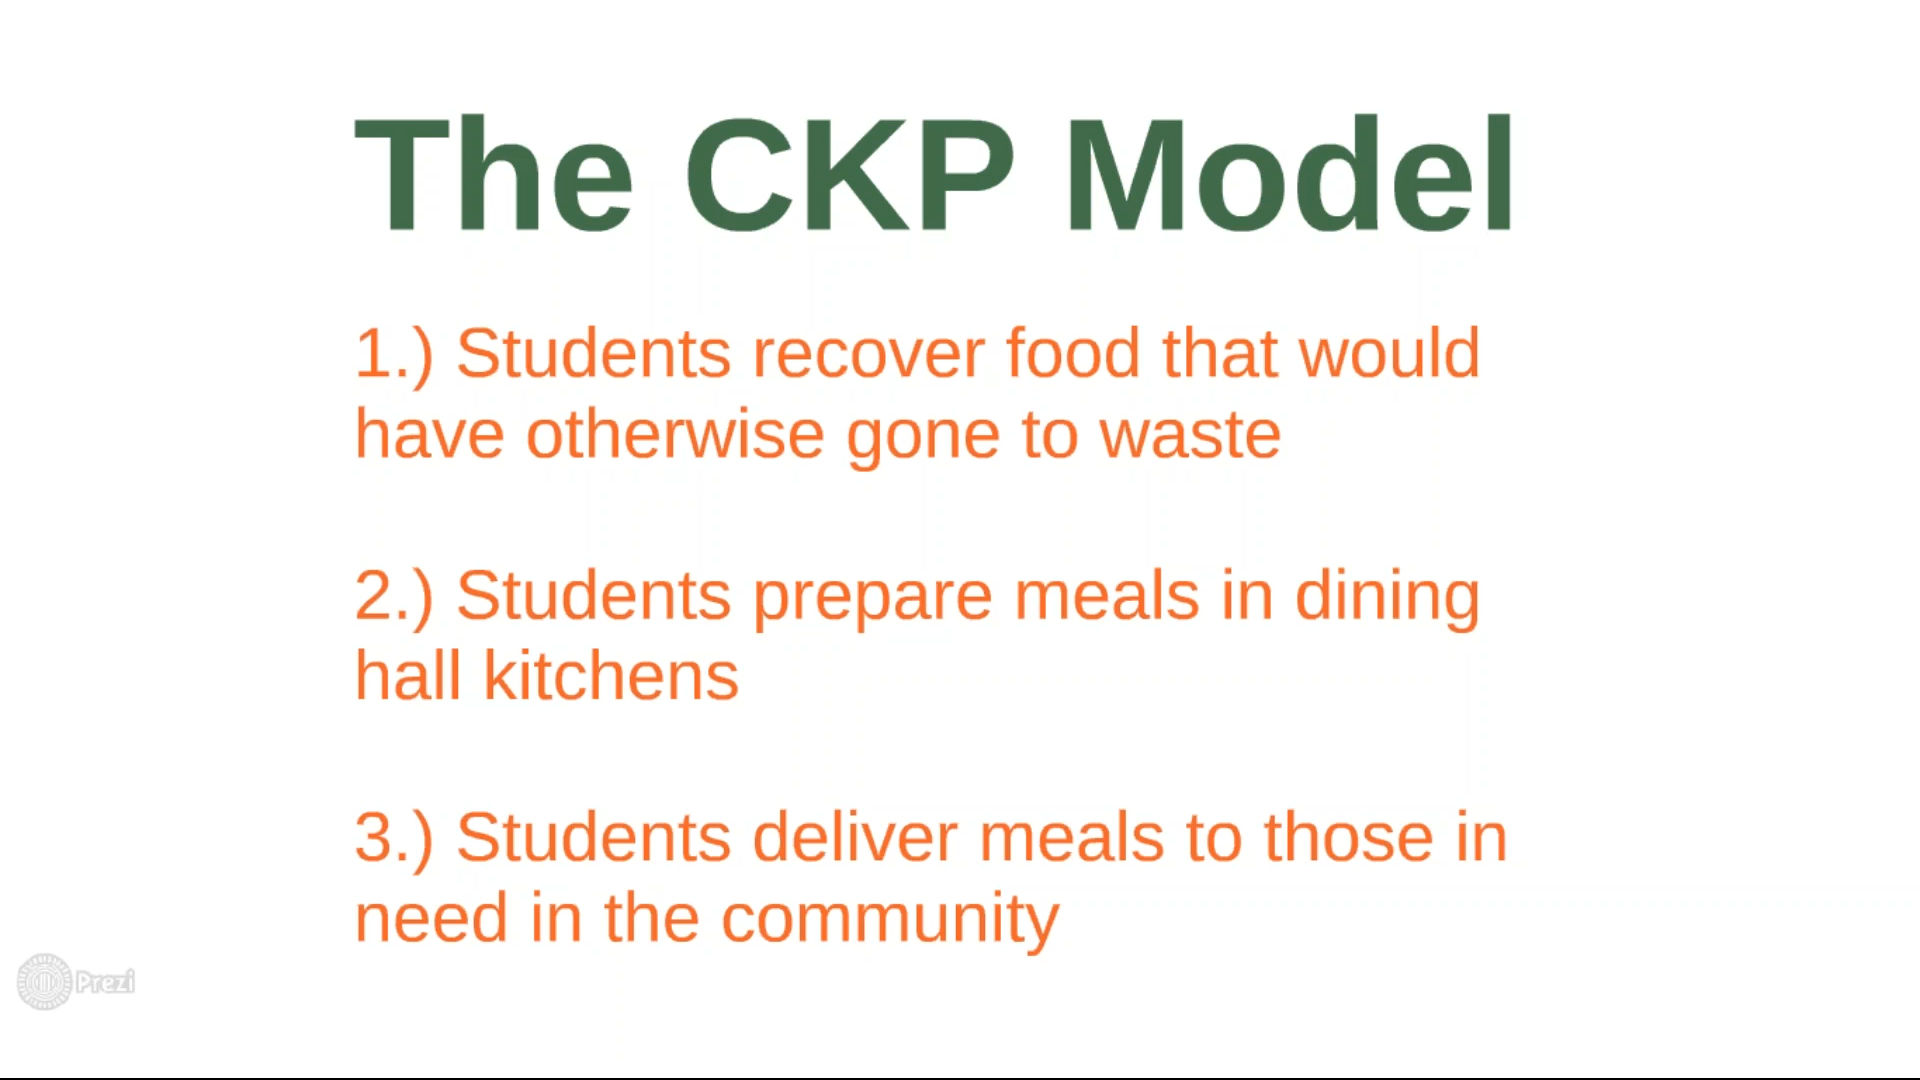 The CKP Model
1.) Students recover food that would
have otherwise gone to waste
2.) Students prepare meals in dining
hall kitchens
3.) Students deliver meals to those in
need in the community
Prezi